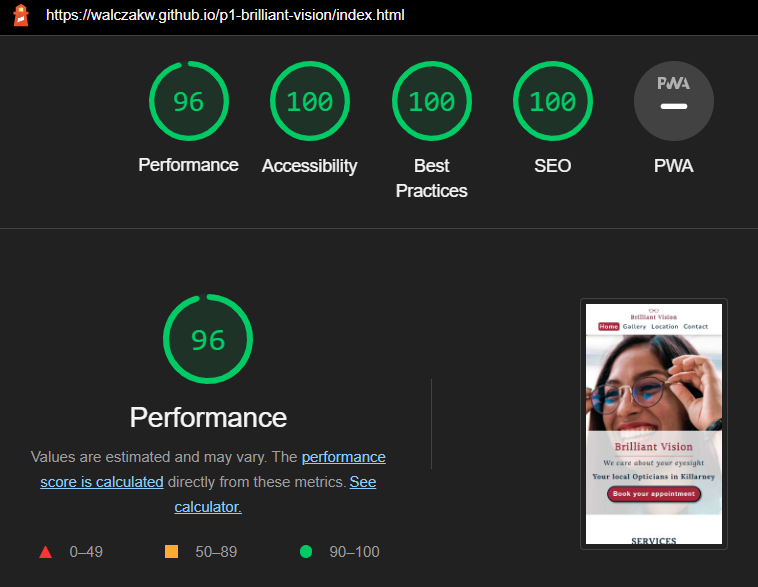 https://walczakw.github.io/p1-brilliant-vision/index.html
96
100
100
100
PWA
Performance
Accessibility
Best
Practices
SEO
PWA
96
Performance
Values are estimated and may vary. The performance
score is calculated directly from these metrics. See
calculator.
0–49
50–89
90–100
Brilliant Vision
Home Gallery Location Contact
Brilliant Vision
We care about your eyesight
Your local Opticians in Killarney
Book your appointment
SERVICES